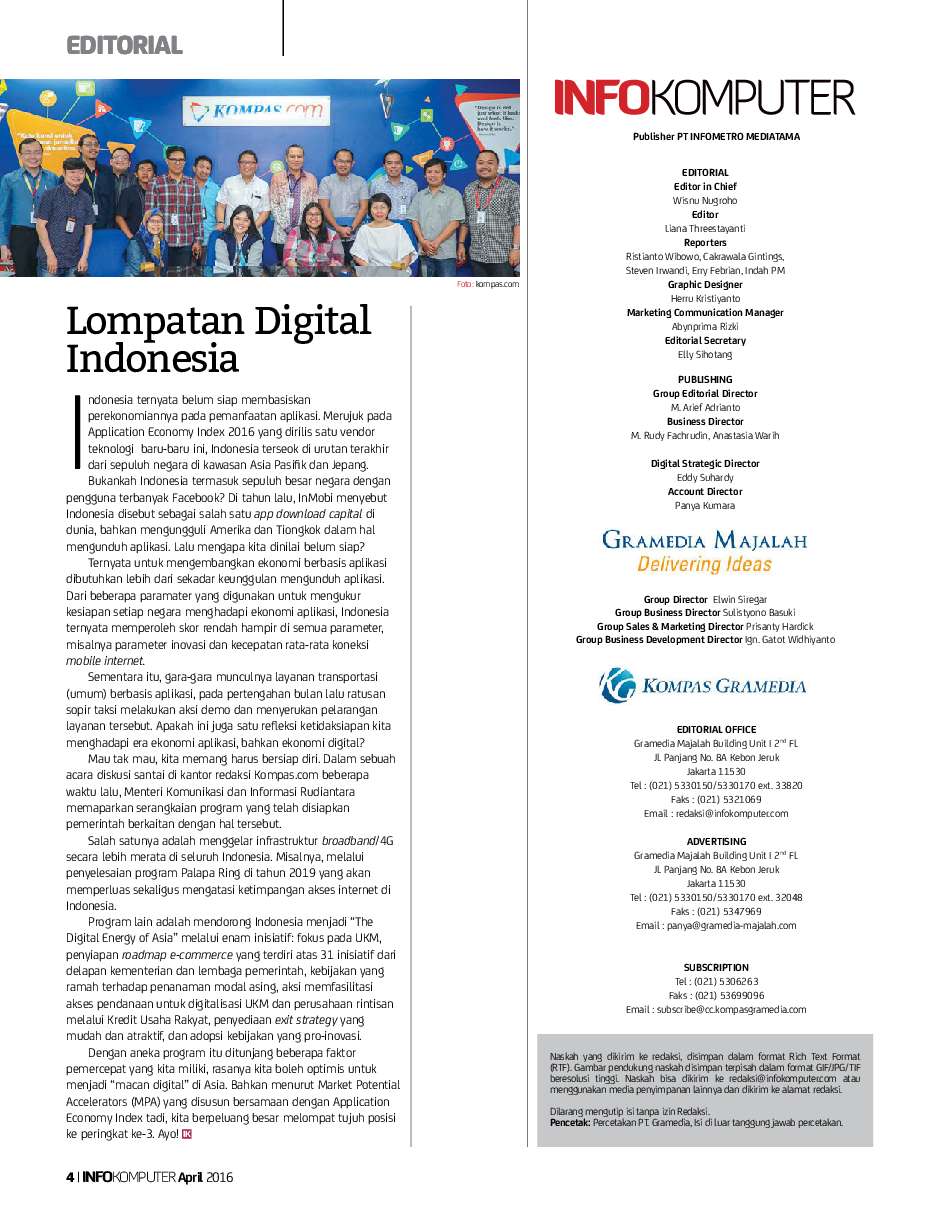 EDITORIAL
KOMPAS.com
Foto: kompas.com
Lompatan Digital
Indonesia
Indonesia ternyata belum siap membasiskan
perekonomiannya pada pemanfaatan aplikasi. Merujuk pada
Application Economy Index 2016 yang dirilis satu vendor
teknologi baru-baru ini, Indonesia terseok di urutan terakhir
dari sepuluh negara di kawasan Asia Pasifik dan Jepang.
Bukankah Indonesia termasuk sepuluh besar negara dengan
pengguna terbanyak Facebook? Di tahun lalu, InMobi menyebut
Indonesia disebut sebagai salah satu app download capital di
dunia, bahkan mengungguli Amerika dan Tiongkok dalam hal
mengunduh aplikasi. Lalu mengapa kita dinilai belum siap?
Ternyata untuk mengembangkan ekonomi berbasis aplikasi
dibutuhkan lebih dari sekadar keunggulan mengunduh aplikasi.
Dari beberapa paramater yang digunakan untuk mengukur
kesiapan setiap negara menghadapi ekonomi aplikasi, Indonesia
ternyata memperoleh skor rendah hampir di semua parameter,
misalnya parameter inovasi dan kecepatan rata-rata koneksi
mobile internet.
Sementara itu, gara-gara munculnya layanan transportasi
(umum) berbasis aplikasi, pada pertengahan bulan lalu ratusan
sopir taksi melakukan aksi demo dan menyerukan pelarangan
layanan tersebut. Apakah ini juga satu refleksi ketidaksiapan kita
menghadapi era ekonomi aplikasi, bahkan ekonomi digital?
Mau tak mau, kita memang harus bersiap diri. Dalam sebuah
acara diskusi santai di kantor redaksi Kompas.com beberapa
waktu lalu, Menteri Komunikasi dan Informasi Rudiantara
memaparkan serangkaian program yang telah disiapkan
pemerintah berkaitan dengan hal tersebut.
Salah satunya adalah menggelar infrastruktur broadband/4G
secara lebih merata di seluruh Indonesia. Misalnya, melalui
penyelesaian program Palapa Ring di tahun 2019 yang akan
memperluas sekaligus mengatasi ketimpangan akses internet di
Indonesia.
Program lain adalah mendorong Indonesia menjadi “The
Digital Energy of Asia” melalui enam inisiatif: fokus pada UKM,
penyiapan roadmap e-commerce yang terdiri atas 31 inisiatif dari
delapan kementerian dan lembaga pemerintah, kebijakan yang
ramah terhadap penanaman modal asing, aksi memfasilitasi
akses pendanaan untuk digitalisasi UKM dan perusahaan rintisan
melalui Kredit Usaha Rakyat, penyediaan exit strategy yang
mudah dan atraktif, dan adopsi kebijakan yang pro-inovasi.
Dengan aneka program itu ditunjang beberapa faktor
pemercepat yang kita miliki, rasanya kita boleh optimis untuk
menjadi “macan digital” di Asia. Bahkan menurut Market Potential
Accelerators (MPA) yang disusun bersamaan dengan Application
Economy Index tadi, kita berpeluang besar melompat tujuh posisi
ke peringkat ke-3. Ayo! IK
INFOKOMPUTER
Publisher PT INFOMETRO MEDIATAMA
EDITORIAL
Editor in Chief
Wisnu Nugroho
Editor
Liana Threestayanti
Reporters
Ristianto Wibowo, Cakrawala Gintings,
Steven Irwandi, Erry Febrian, Indah PM
Graphic Designer
Herru Kristiyanto
Marketing Communication Manager
Abynprima Rizki
Editorial Secretary
Elly Sihotang
PUBLISHING
Group Editorial Director
M. Arief Adrianto
Business Director
M. Rudy Fachrudin, Anastasia Warih
Digital Strategic Director
Eddy Suhardy
Account Director
Panya Kumara
GRAMEDIA MAJALAH
Delivering Ideas
Group Director Elwin Siregar
Group Business Director Sulistyono Basuki
Group Sales & Marketing Director Prisanty Hardick
Group Business Development Director Ign. Gatot Widhiyanto
KOMPAS GRAMEDIA
EDITORIAL OFFICE
Gramedia Majalah Building Unit I 2nd FL
Jl. Panjang No. 8A Kebon Jeruk
Jakarta 11530
Tel : (021) 5330150/5330170 ext. 33820
Faks : (021) 5321069
Email : redaksi@infokomputer.com
ADVERTISING
Gramedia Majalah Building Unit I 2nd FL
Jl. Panjang No. 8A Kebon Jeruk
Jakarta 11530
Tel : (021) 5330150/5330170 ext. 32048
Faks : (021) 5347969
Email : panya@gramedia-majalah.com
SUBSCRIPTION
Tel : (021) 5306263
Faks : (021) 53699096
Email : subscribe@cc.kompasgramedia.com
Naskah yang dikirim ke redaksi, disimpan dalam format Rich Text Format
(RTF). Gambar pendukung naskah disimpan terpisah dalam format GIF/JPG/TIF
beresolusi tinggi. Naskah bisa dikirim ke redaksi@infokomputer.com atau
menggunakan media penyimpanan lainnya dan dikirim ke alamat redaksi.
Dilarang mengutip isi tanpa izin Redaksi.
Pencetak: Percetakan PT. Gramedia, Isi di luar tanggung jawab percetakan.
4 | INFOKOMPUTER April 2016